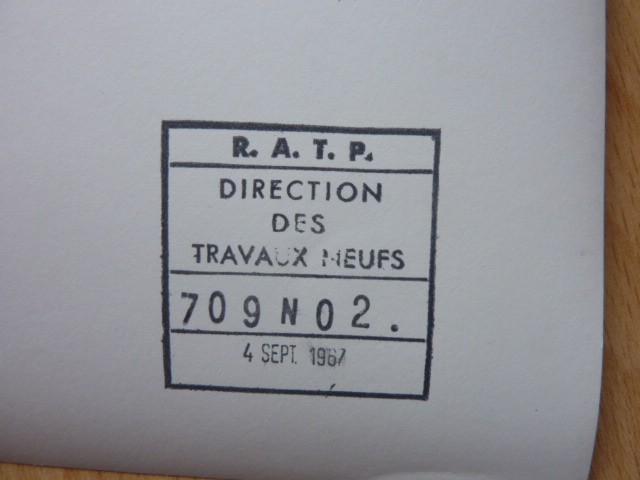 R. A. T. P.
DIRECTION
DES
TRAVAUX NEUFS
709 N 02.
4 SEPT. 1967